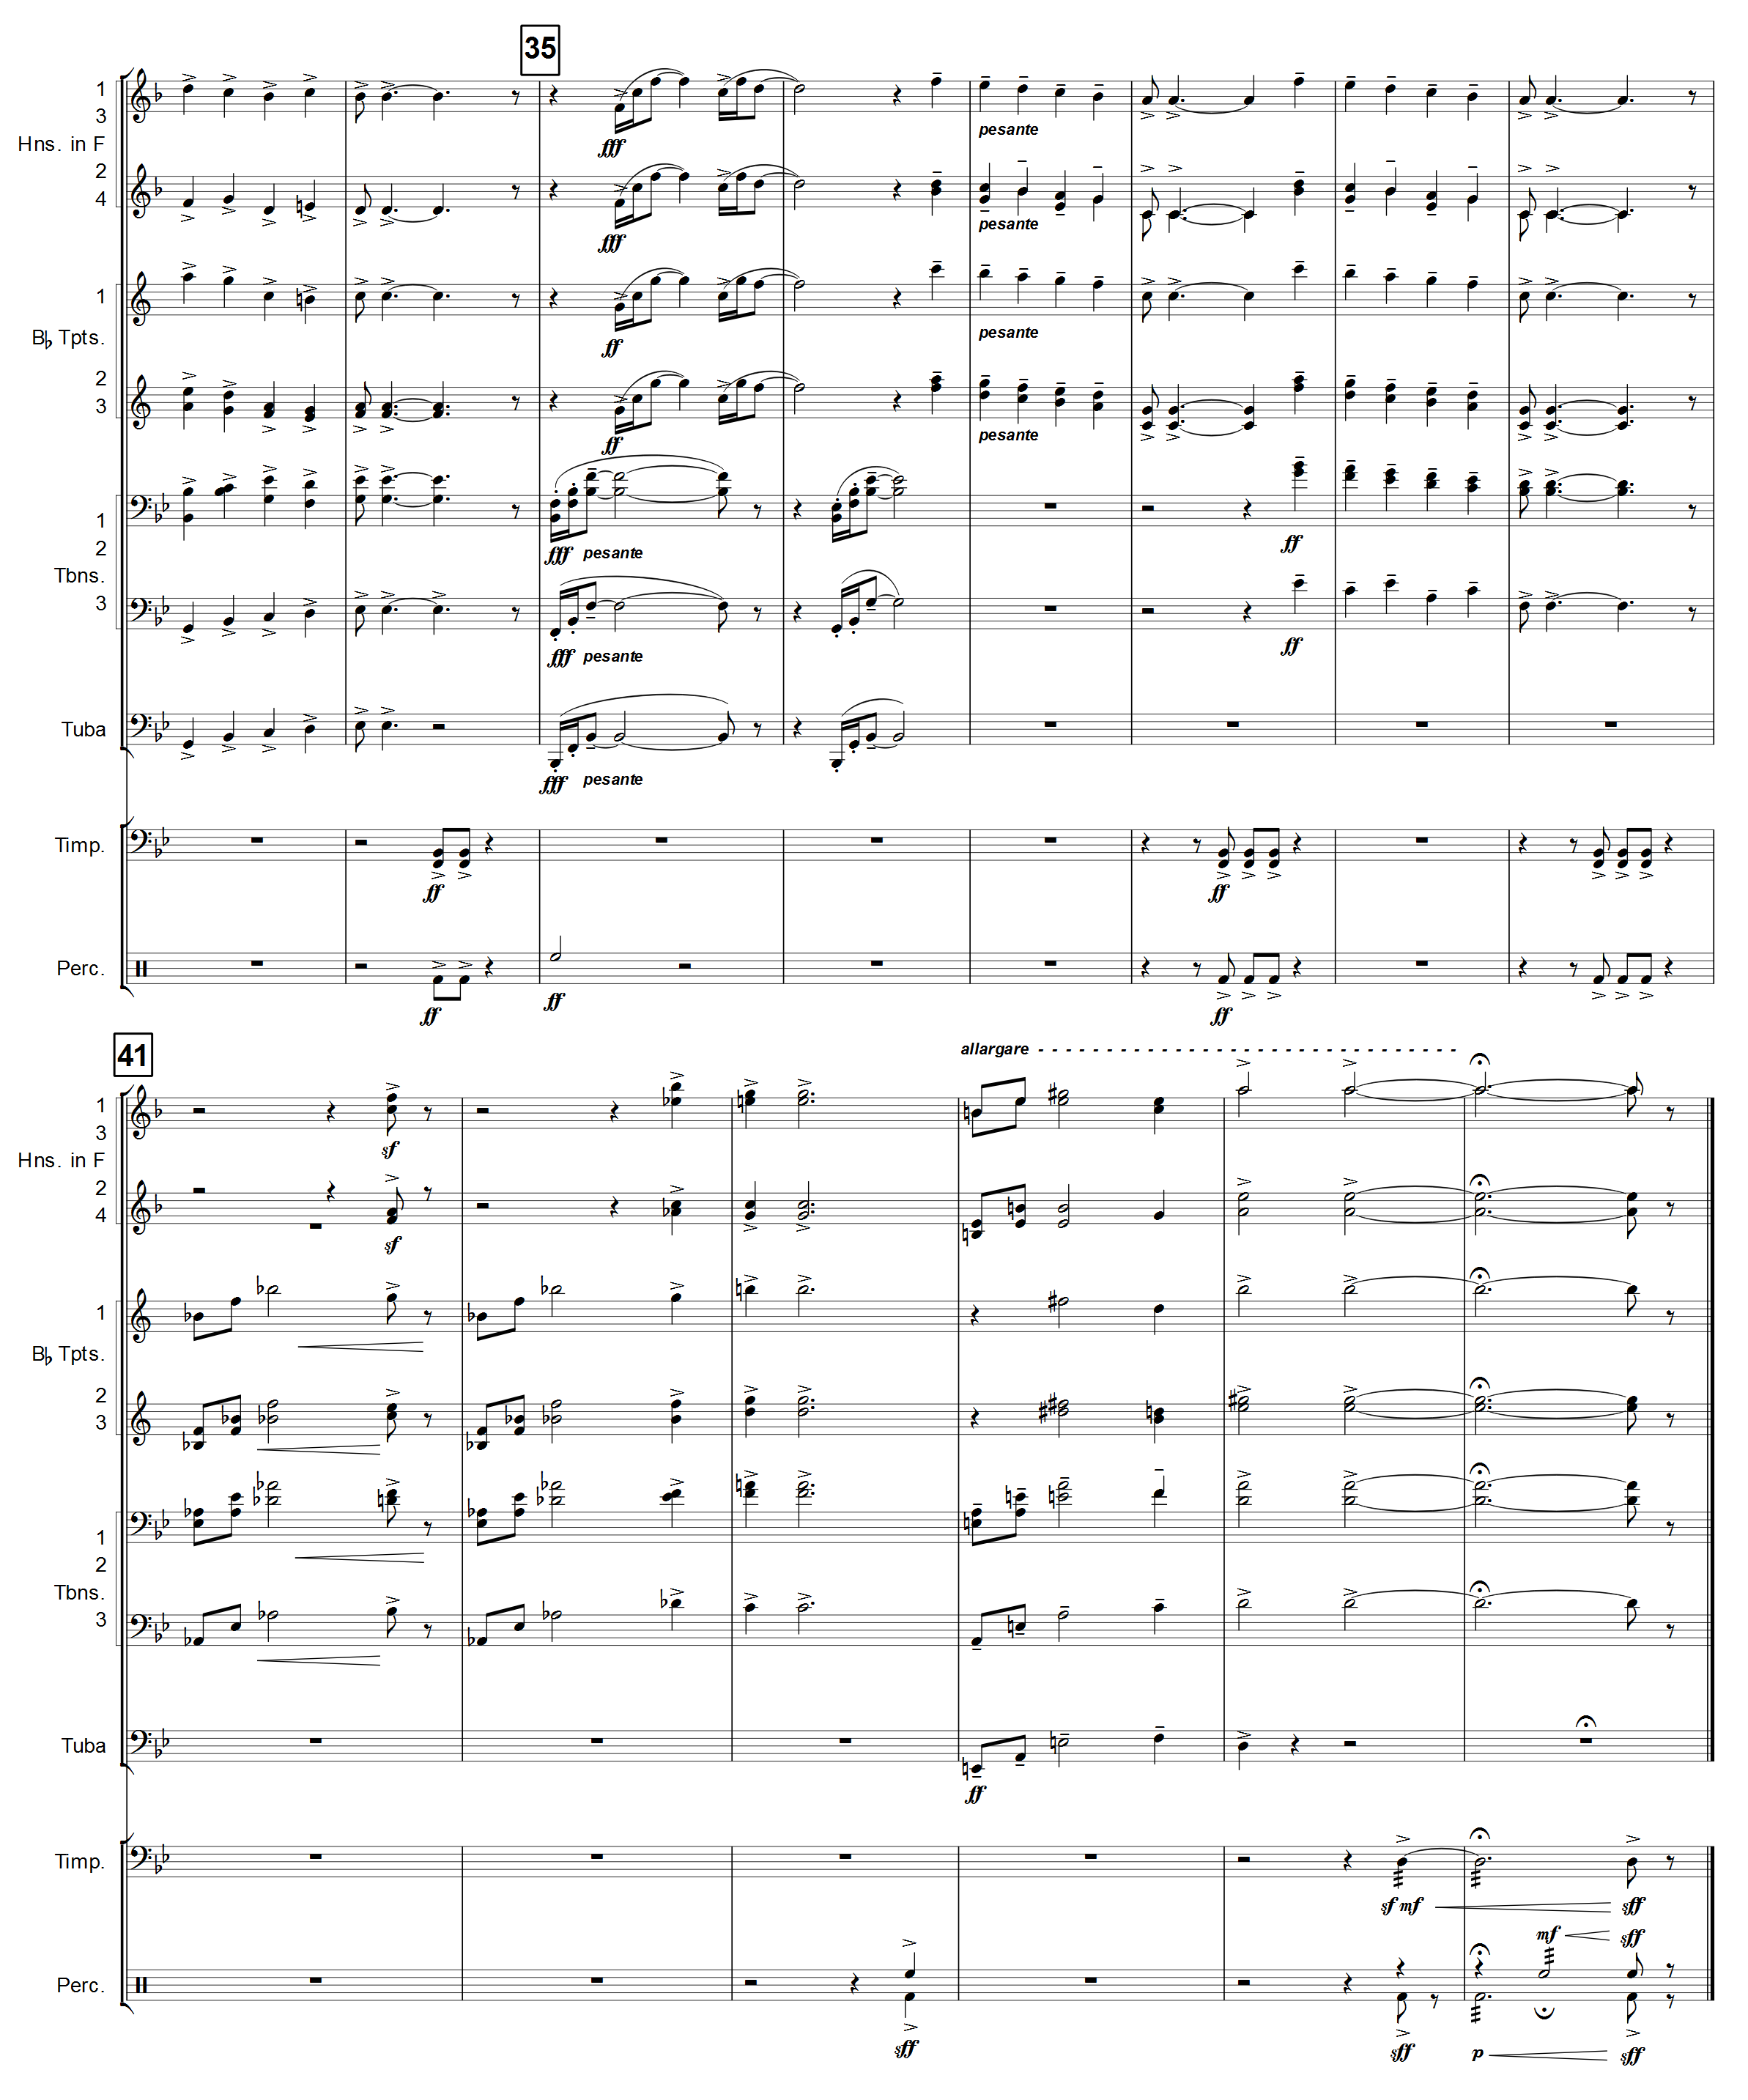 35
1
3
Hns. in F
2
4
fff
pesante
fff
pesante
1
B♭ Tpts.
ff
pesante
2
3
ff
pesante
1
2
Tbns.
3
fff pesante
ff
fff pesante
ff
Tuba
fff pesante
Timp.
ff
ff
Perc.
ff
ff
ff
41
allargare
1
3
Hns. in F
2
4
sf
sf
1
B♭ Tpts.
2
3
1
2
Tbns.
3
Tuba
ff
Timp.
sf mf
sff
mf
sff
Perc.
sff
sff
p
sff